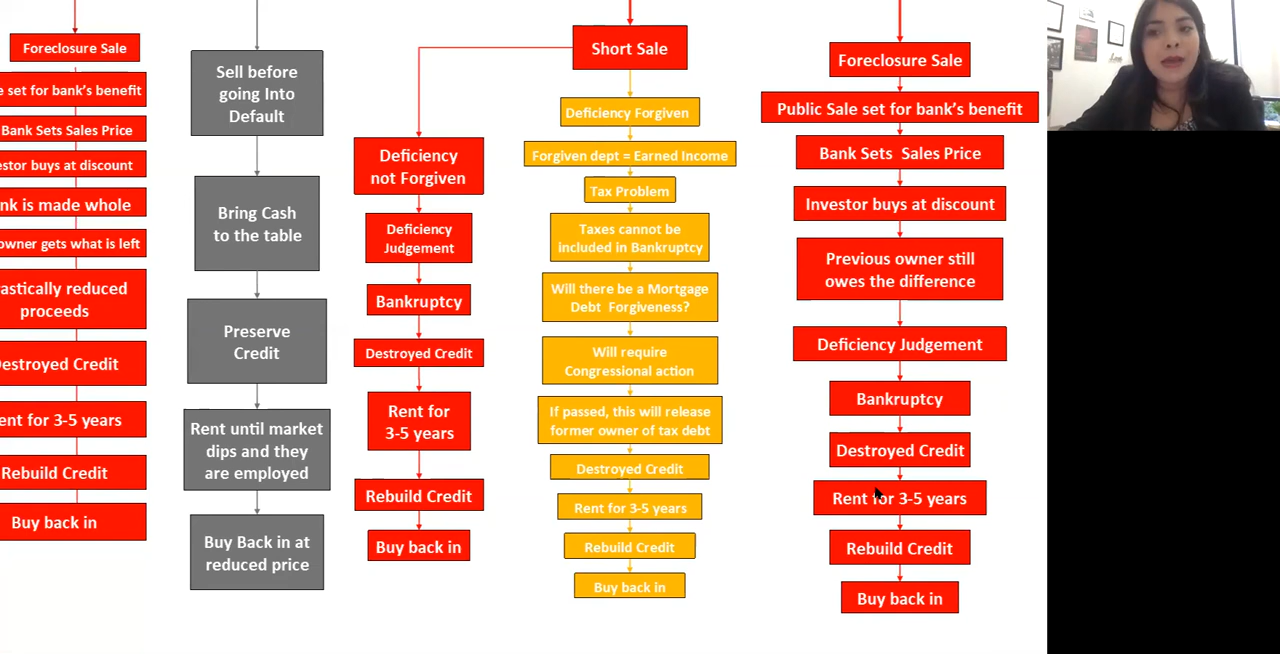 Foreclosure Sale
e set for bank's benefit
Bank Sets Sales Price
estor buys at discount
nk is made whole
owner gets what is left
astically reduced
proceeds
estroyed Credit
ent for 3-5 years
Rebuild Credit
Buy back in
Sell before
going Into
Default
Bring Cash
to the table
Preserve
Credit
Rent until market
dips and they
are employed
Buy Back in at
reduced price
Deficiency
not Forgiven
Deficiency
Judgement
Bankruptcy
Destroyed Credit
Rent for
3-5 years
Rebuild Credit
Buy back in
Short Sale
Deficiency Forgiven
Forgiven dept = Earned Income
Tax Problem
Taxes cannot be
included in Bankruptcy
Will there be a Mortgage
Debt Forgiveness?
Will require
Congressional action
If passed, this will release
former owner of tax debt
Destroyed Credit
Rent for 3-5 years
Rebuild Credit
Buy back in
Foreclosure Sale
Public Sale set for bank's benefit
Bank Sets Sales Price
Investor buys at discount
Previous owner still
owes the difference
Deficiency Judgement
Bankruptcy
Destroyed Credit
Rent for 3-5 years
Rebuild Credit
Buy back in